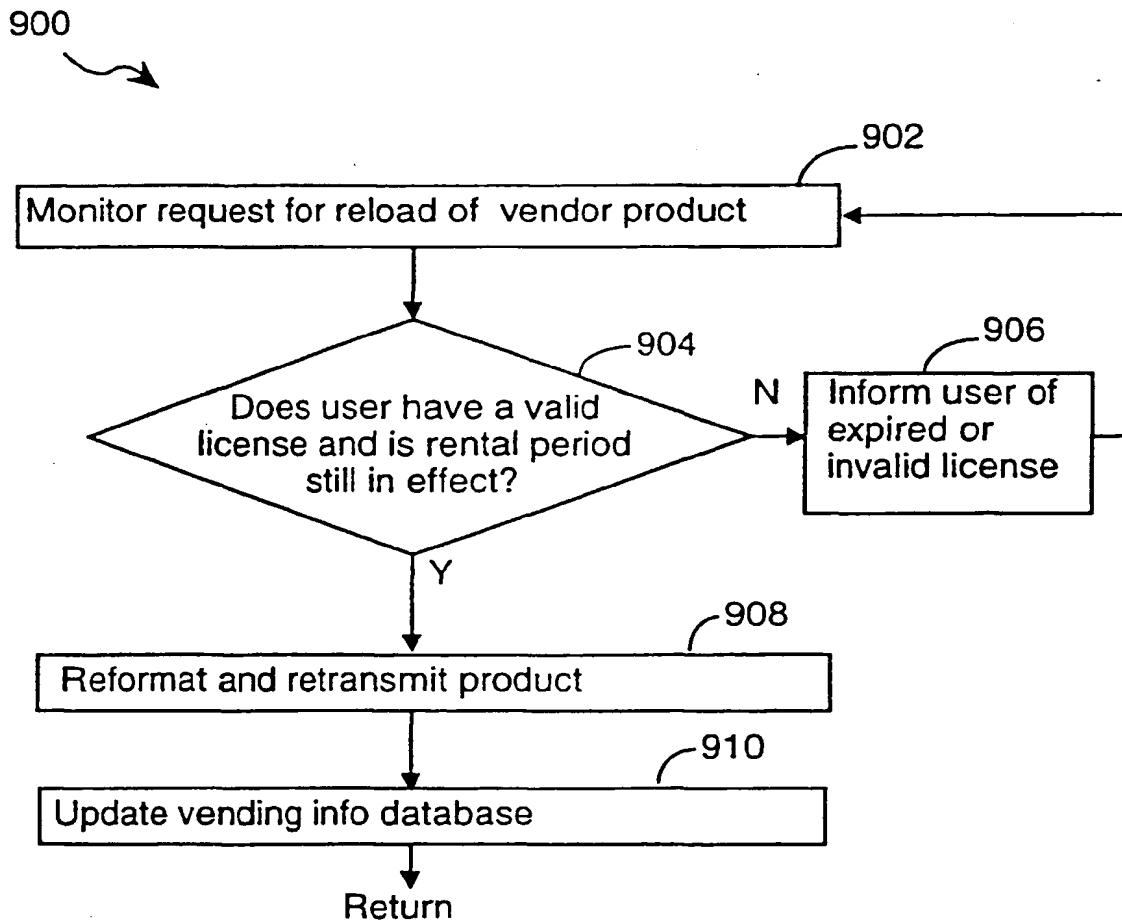 900
902
Monitor request for reload of vendor product
904
Does user have a valid
license and is rental period
still in effect?
N
906
Inform user of
expired or
invalid license
Y
908
Reformat and retransmit product
910
Update vending info database
Return